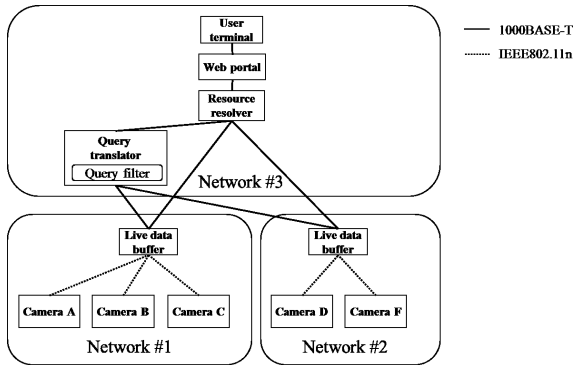 User
terminal
1000BASE-T
IEEE802.11n
Web portal
Resource
resolver
Query
translator
Query filter
Network #3
Live data
buffer
Live data
buffer
Camera A
Camera B
Camera C
Camera D
Camera F
Network #1
Network #2